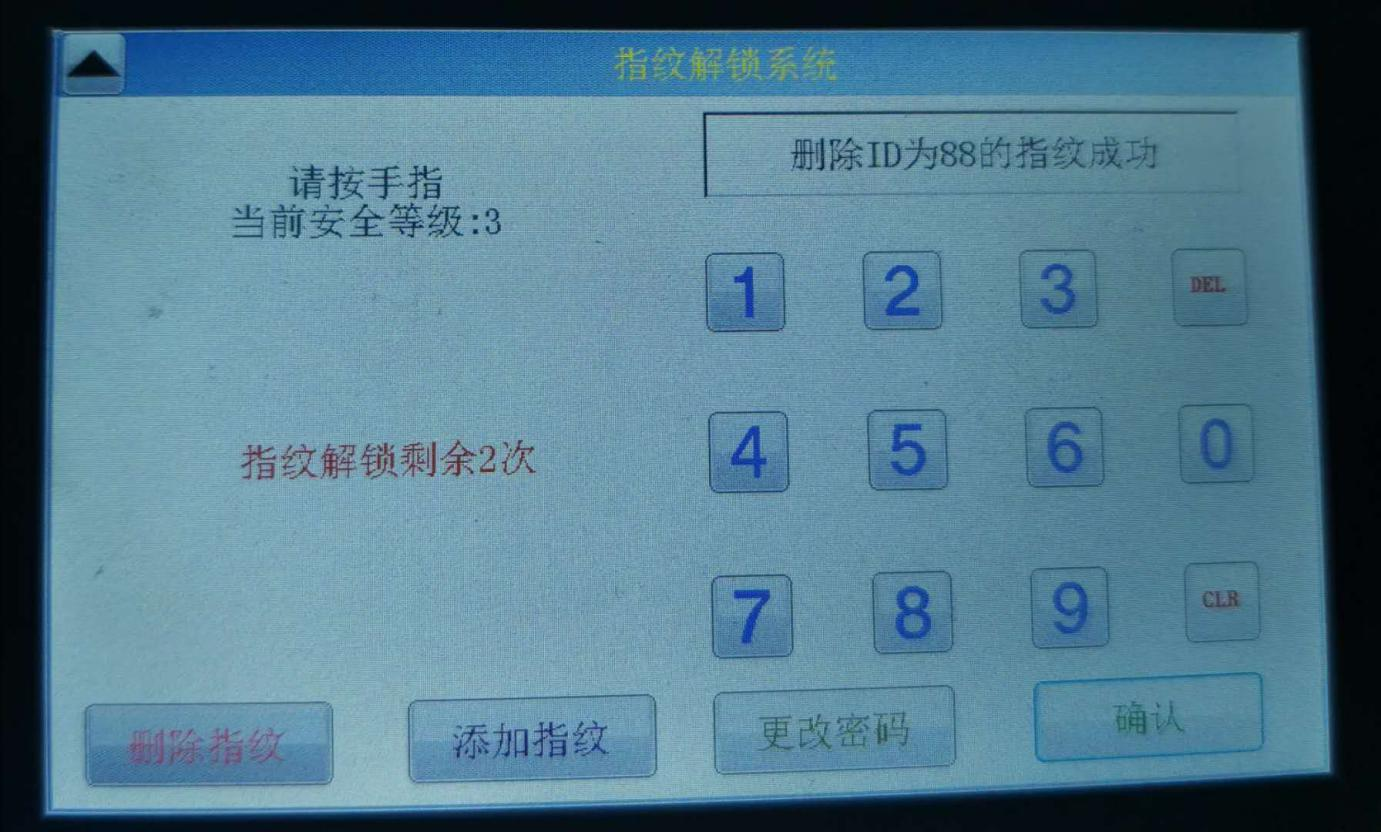 指纹解锁系统
请按手指
当前安全等级:3
删除ID为88的指纹成功
1 2 3 DEL
指纹解锁剩余2次
4 5 6 0
7 8 9 CLR
删除指纹 添加指纹 更改密码 确认